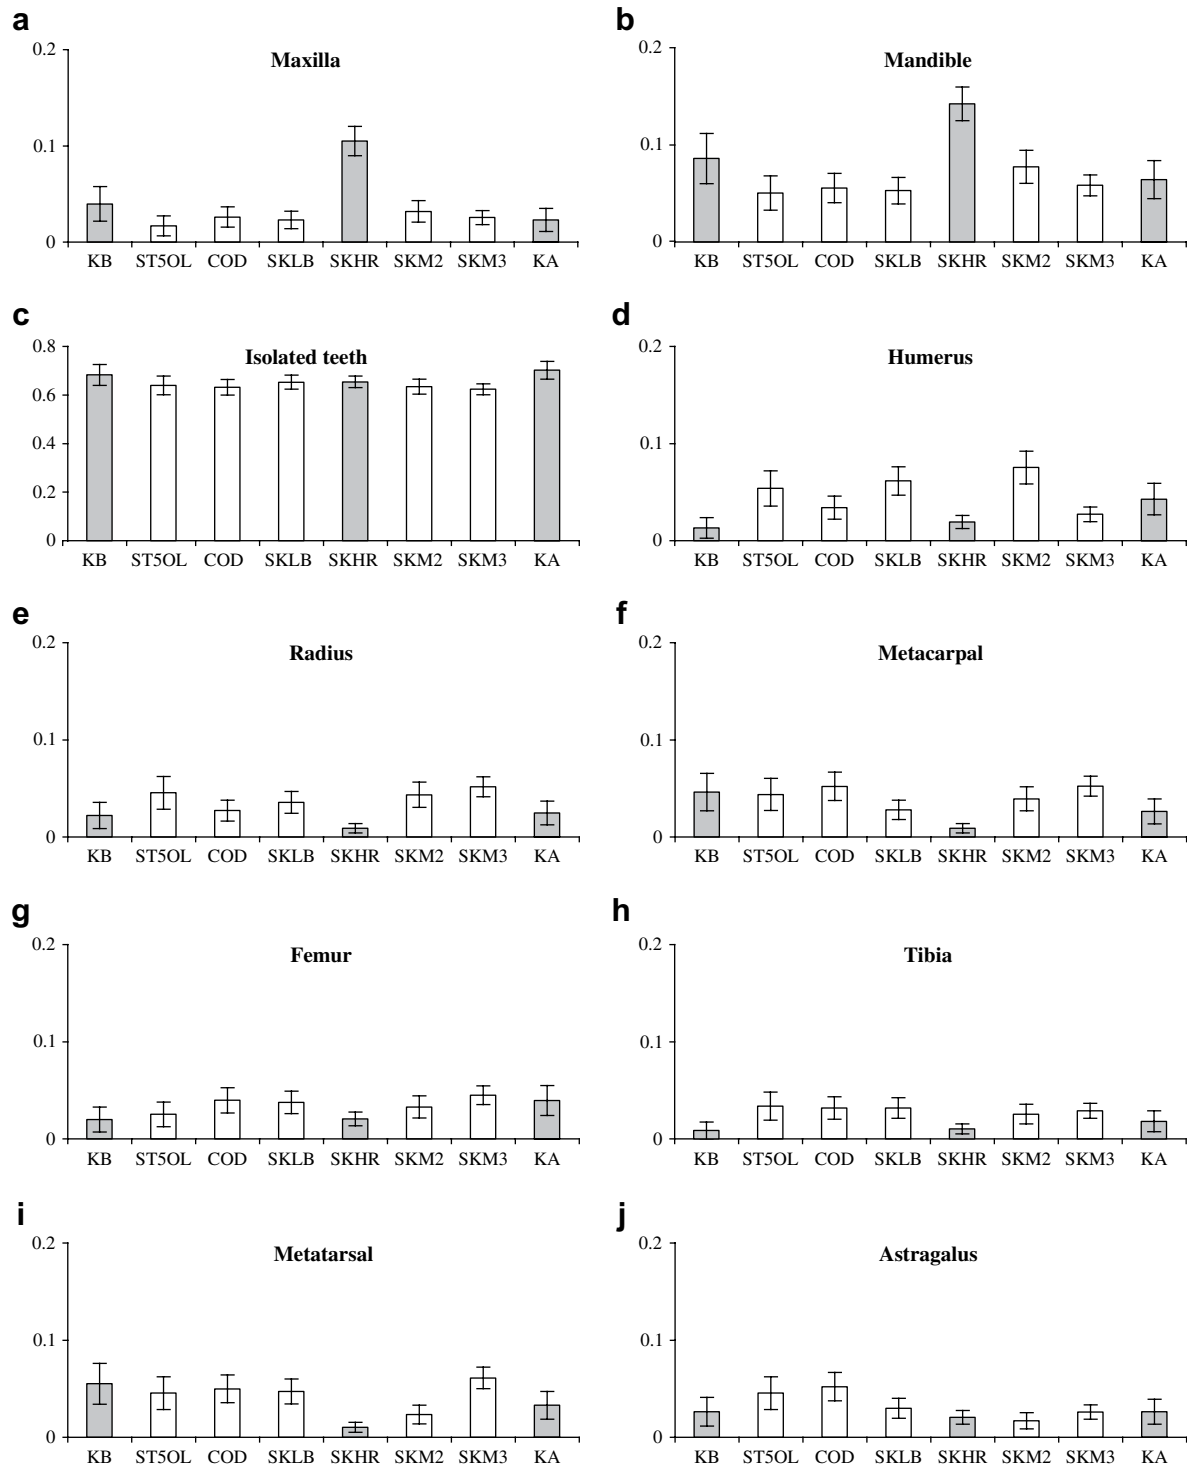 a
Maxilla
0.2
0.1
0
KB ST5OL COD SKLB SKHR SKM2 SKM3 KA
b
Mandible
0.2
0.1
0
KB ST5OL COD SKLB SKHR SKM2 SKM3 KA
c
Isolated teeth
0.8
0.6
0.4
0.2
0
KB ST5OL COD SKLB SKHR SKM2 SKM3 KA
d
Humerus
0.2
0.1
0
KB ST5OL COD SKLB SKHR SKM2 SKM3 KA
e
Radius
0.2
0.1
0
KB ST5OL COD SKLB SKHR SKM2 SKM3 KA
f
Metacarpal
0.2
0.1
0
KB ST5OL COD SKLB SKHR SKM2 SKM3 KA
g
Femur
0.2
0.1
0
KB ST5OL COD SKLB SKHR SKM2 SKM3 KA
h
Tibia
0.2
0.1
0
KB ST5OL COD SKLB SKHR SKM2 SKM3 KA
i
Metatarsal
0.2
0.1
0
KB ST5OL COD SKLB SKHR SKM2 SKM3 KA
j
Astragalus
0.2
0.1
0
KB ST5OL COD SKLB SKHR SKM2 SKM3 KA